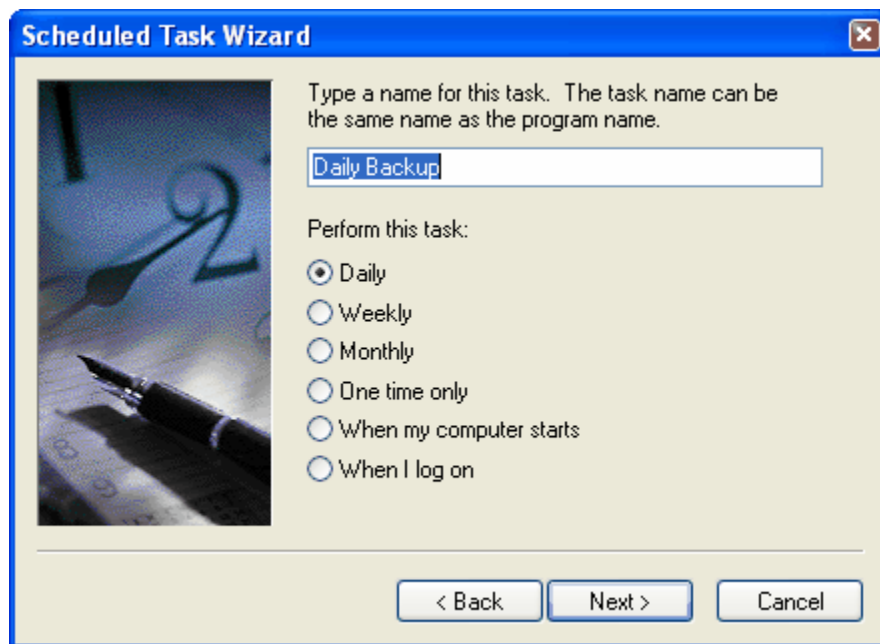 Scheduled Task Wizard
Type a name for this task.  The task name can be
the same name as the program name.
Daily Backup
Perform this task:
Daily
Weekly
Monthly
One time only
When my computer starts
When I log on
< Back
Next >
Cancel